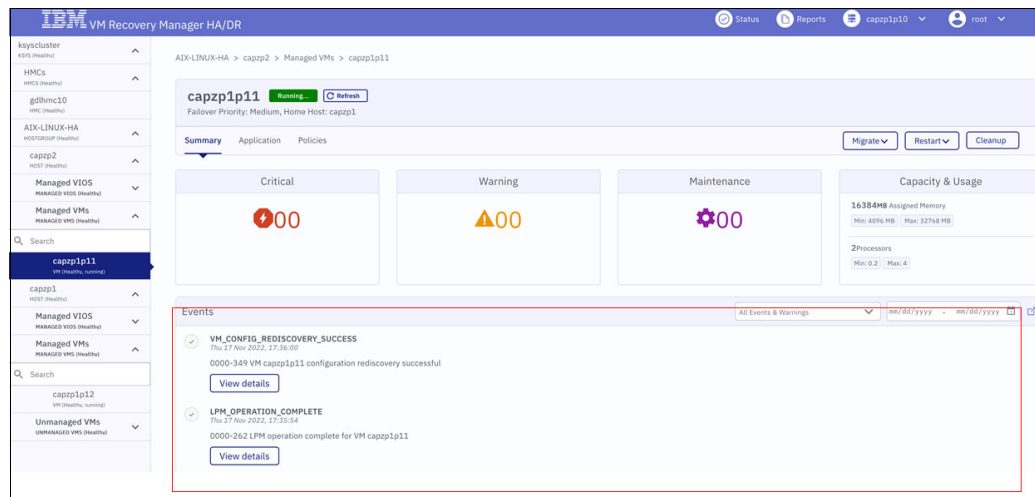 IBM VM Recovery Manager HA/DR
Status
Reports
capzp1p10
root
ksyscluster
KSYS (Healthy)
HMCs
HMCS (Healthy)
gdlhmc10
HMC (Healthy)
AIX-LINUX-HA
HOSTGROUP (Healthy)
capzp2
HOST (Healthy)
Managed VIOS
MANAGED VIOS (Healthy)
Managed VMs
MANAGED VMS (Healthy)
Search
capzp1p11
VM (Healthy, running)
capzp1
HOST (Healthy)
Managed VIOS
MANAGED VIOS (Healthy)
Managed VMs
MANAGED VMS (Healthy)
Search
capzp1p12
VM (Healthy, running)
Unmanaged VMs
UNMANAGED VMS (Healthy)
AIX-LINUX-HA > capzp2 > Managed VMs > capzp1p11
capzp1p11 Running... Refresh
Failover Priority: Medium, Home Host: capzp1
Summary Application Policies
Migrate Restart Cleanup
Critical
00
Warning
00
Maintenance
00
Capacity & Usage
16384MB Assigned Memory
Min: 4096 MB Max: 32768 MB
2Processors
Min: 0.2 Max: 4
Events
All Events & Warnings
mm/dd/yyyy - mm/dd/yyyy
VM_CONFIG_REDISCOVERY_SUCCESS
Thu 17 Nov 2022, 17:36:00
0000-349 VM capzp1p11 configuration rediscovery successful
View details
LPM_OPERATION_COMPLETE
Thu 17 Nov 2022, 17:35:54
0000-262 LPM operation complete for VM capzp1p11
View details